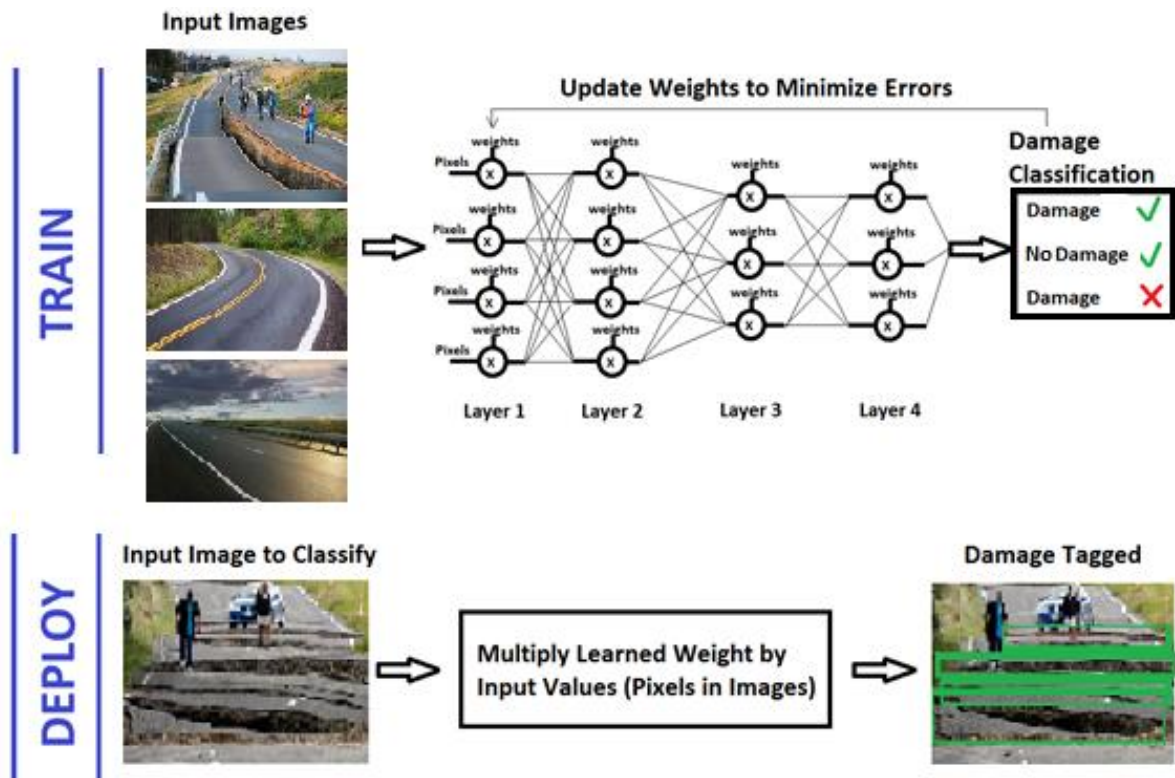 Input Images
TRAIN
Update Weights to Minimize Errors
weights
weights
Pixels
X
X
weights
weights
X
X
weights
weights
Pixels
X
X
weights
weights
X
X
weights
weights
Pixels
X
X
weights
weights
X
X
weights
weights
Pixels
X
X
Layer 1
Layer 2
Layer 3
Layer 4
Damage
Classification
Damage
No Damage
Damage
DEPLOY
Input Image to Classify
Multiply Learned Weight by
Input Values (Pixels in Images)
Damage Tagged